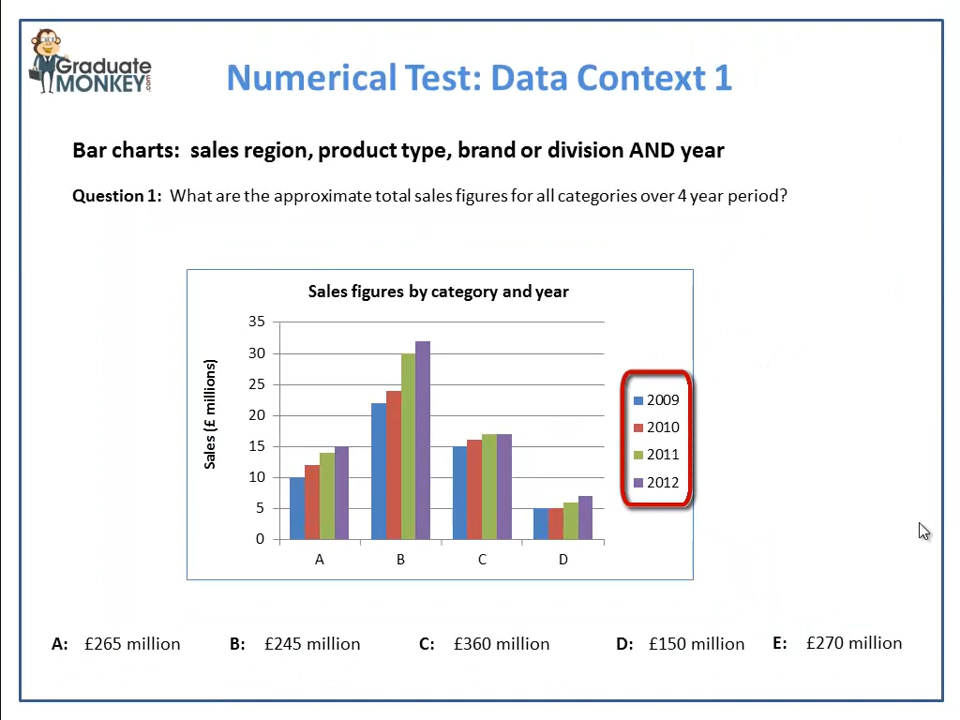 Graduate
MONKEY.com
Numerical Test: Data Context 1
Bar charts: sales region, product type, brand or division AND year
Question 1: What are the approximate total sales figures for all categories over 4 year period?
Sales figures by category and year
Sales (£ millions)
35
30
25
20
15
10
5
0
A B C D
2009
2010
2011
2012
A: £265 million B: £245 million C: £360 million D: £150 million E: £270 million